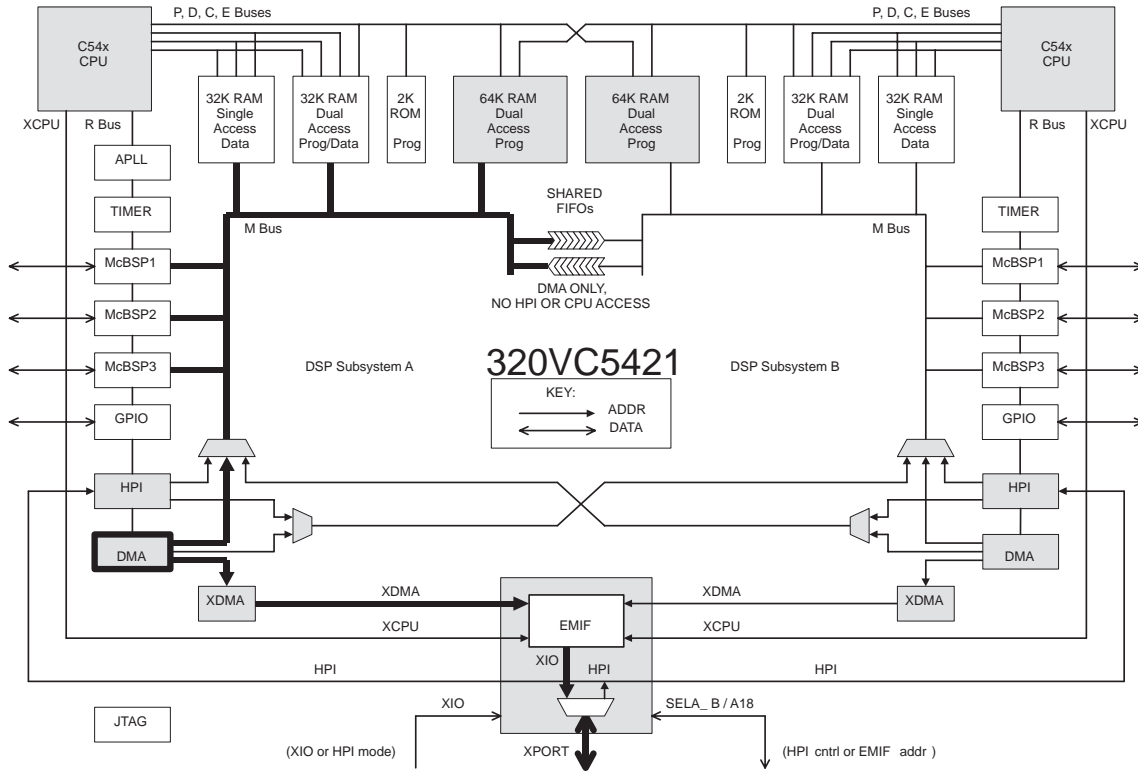 P, D, C, E Buses
P, D, C, E Buses
C54x
CPU
C54x
CPU
32K RAM
Single
Access
Data
32K RAM
Dual
Access
Prog/Data
2K
ROM
Prog
64K RAM
Dual
Access
Prog
64K RAM
Dual
Access
Prog
2K
ROM
Prog
32K RAM
Dual
Access
Prog/Data
32K RAM
Single
Access
Data
XCPU
R Bus
R Bus
XCPU
APLL
TIMER
SHARED
FIFOs
TIMER
M Bus
M Bus
McBSP1
McBSP1
DMA ONLY,
NO HPI OR CPU ACCESS
McBSP2
McBSP2
McBSP3
DSP Subsystem A
320VC5421
DSP Subsystem B
McBSP3
KEY:
ADDR
DATA
GPIO
GPIO
HPI
HPI
DMA
DMA
XDMA
XDMA
XDMA
XDMA
XCPU
EMIF
XCPU
XIO
HPI
HPI
HPI
JTAG
XIO
SELA_ B / A18
(XIO or HPI mode)
XPORT
(HPI cntrl or EMIF addr )